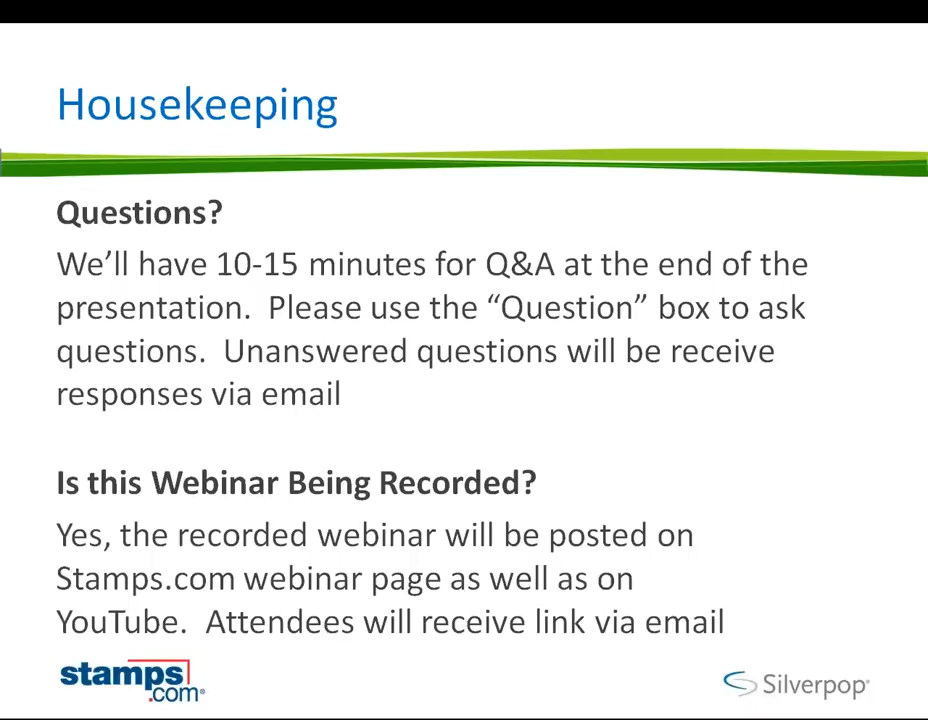 Housekeeping
Questions?
We’ll have 10-15 minutes for Q&A at the end of the
presentation.  Please use the “Question” box to ask
questions.  Unanswered questions will be receive
responses via email
Is this Webinar Being Recorded?
Yes, the recorded webinar will be posted on
Stamps.com webinar page as well as on
YouTube.  Attendees will receive link via email
stamps
.com®
Silverpop®